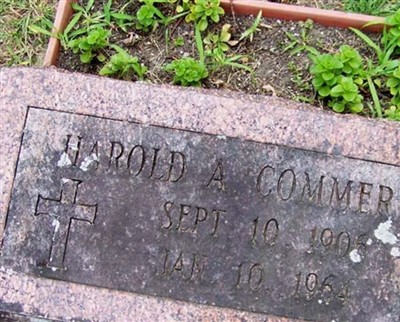 HAROLD A COMMER
SEPT 10, 1905
JAN 10, 1964